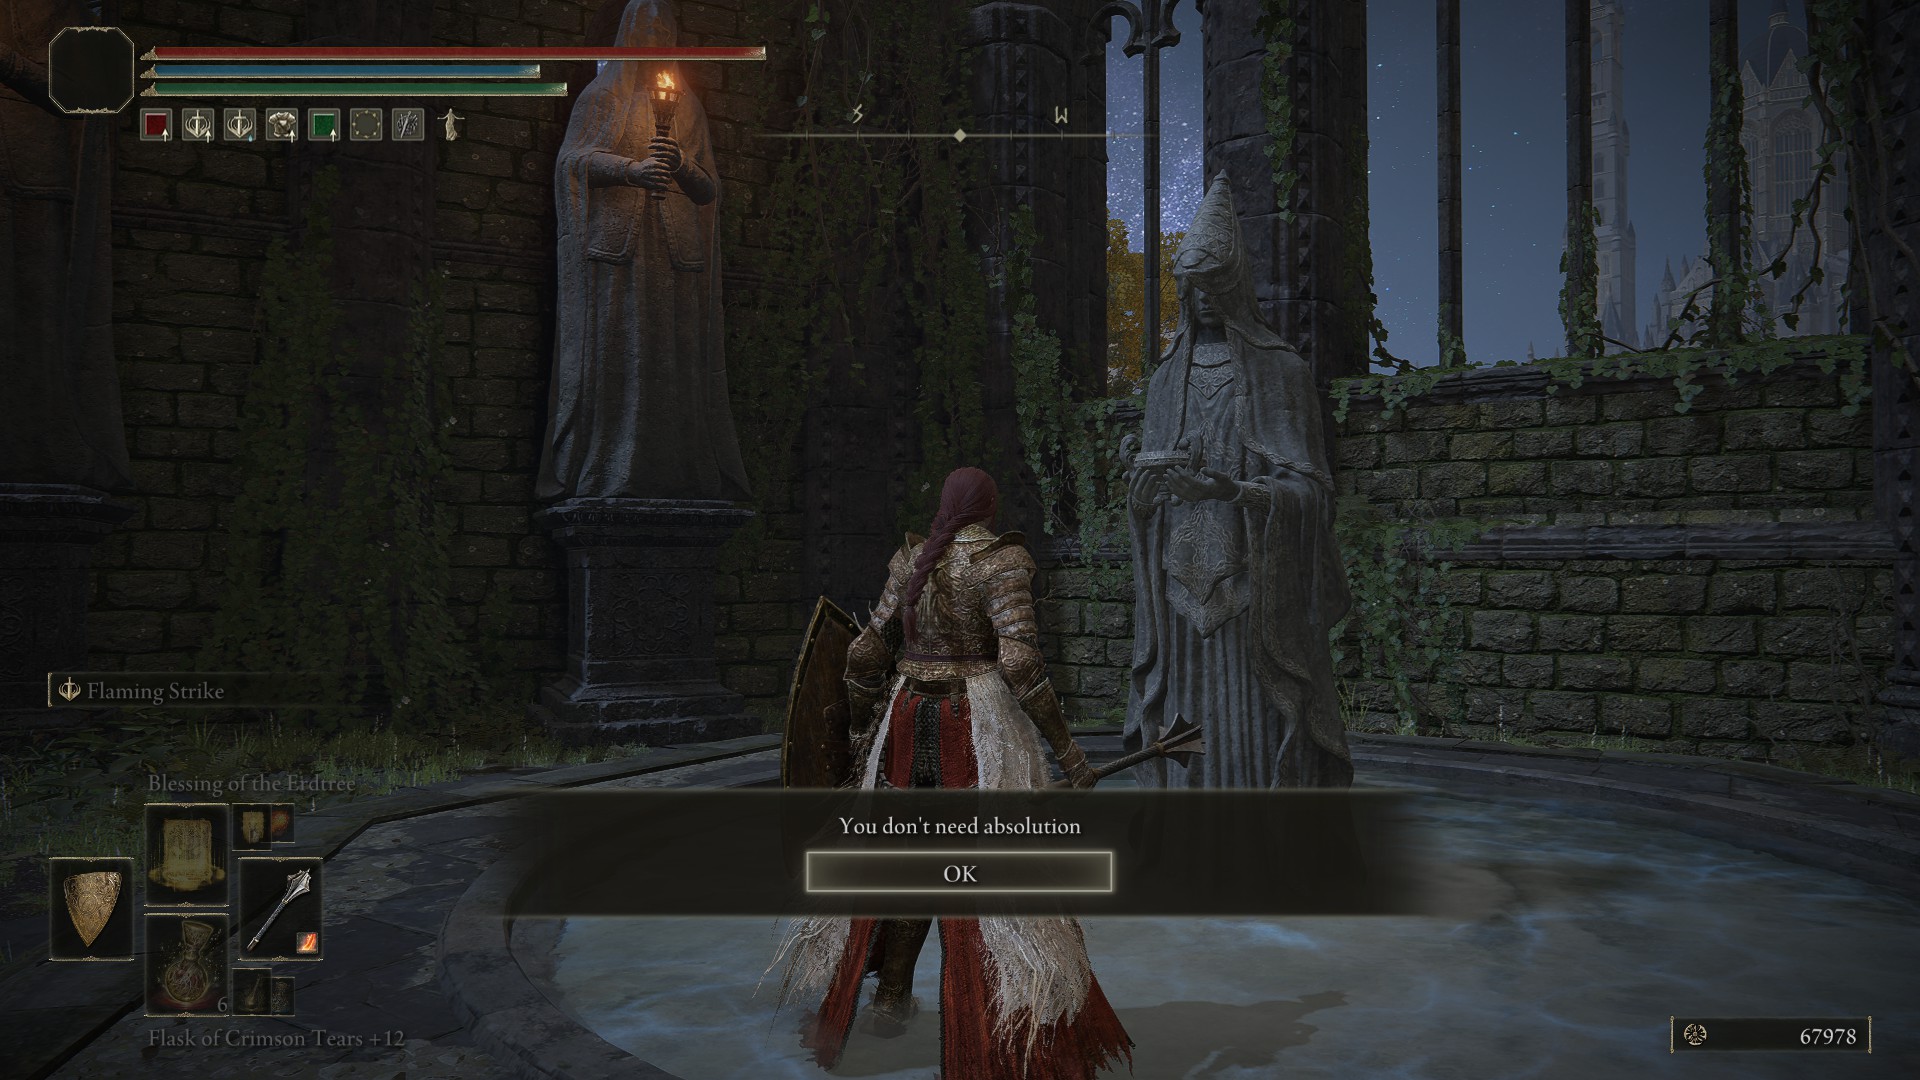 S
W
Flaming Strike
Blessing of the Erdtree
You don't need absolution
OK
6
Flask of Crimson Tears +12
67978